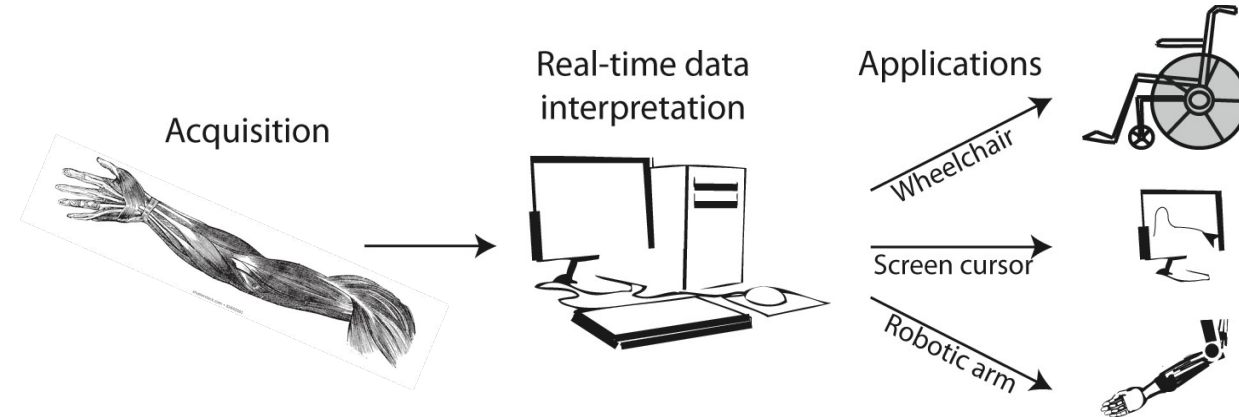 Acquisition
Real-time data
interpretation
Applications
Wheelchair
Screen cursor
Robotic arm